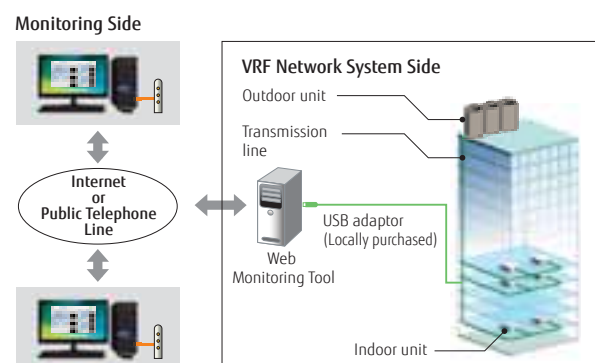 Monitoring Side
Internet
or
Public Telephone
Line
VRF Network System Side
Outdoor unit
Transmission
line
USB adaptor
(Locally purchased)
Web
Monitoring Tool
Indoor unit